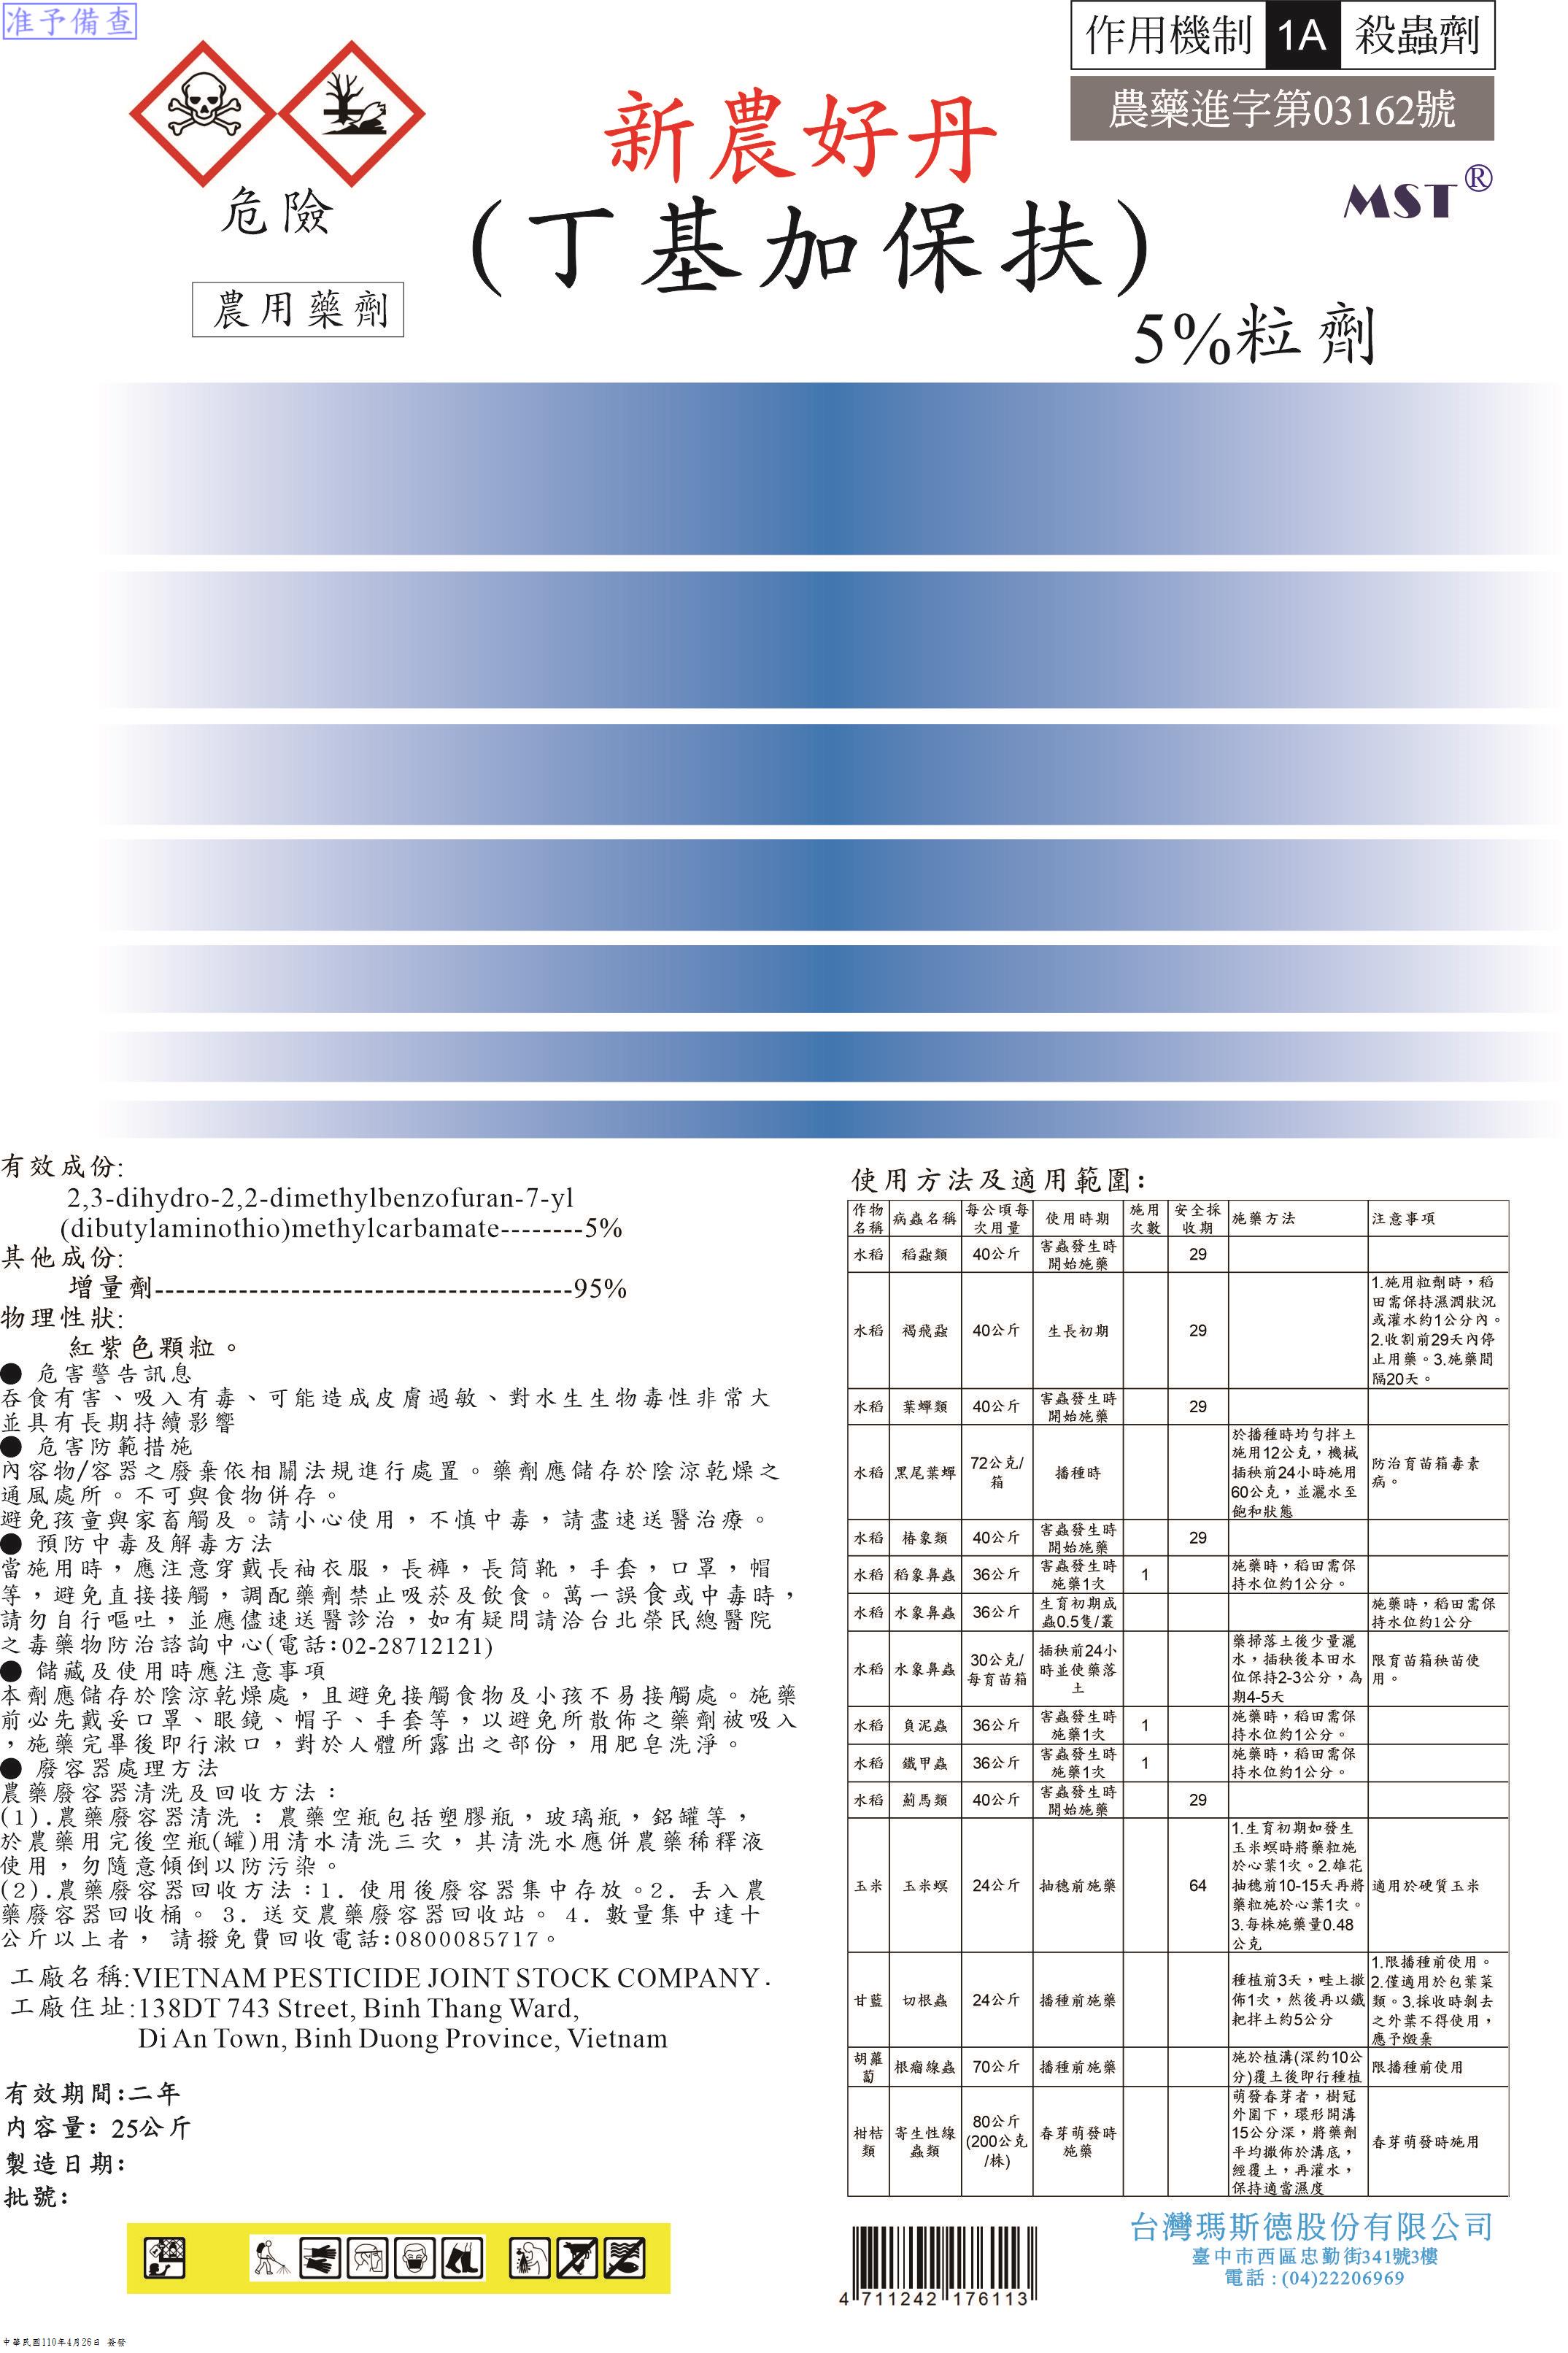 准予備查
作用機制 1A 殺蟲劑
農藥進字第03162號
新農好丹
MST®
危險
(丁基加保扶)
農用藥劑
5%粒劑
有效成份:
2,3-dihydro-2,2-dimethylbenzofuran-7-yl
(dibutylaminothio)methylcarbamate--------5%
其他成份:
增量劑----------------------------------------95%
物理性狀:
紅紫色顆粒。
● 危害警告訊息
吞食有害、吸入有毒、可能造成皮膚過敏、對水生生物毒性非常大
並具有長期持續影響
● 危害防範措施
內容物/容器之廢棄依相關法規進行處置。藥劑應儲存於陰涼乾燥之
通風處所。不可與食物併存。
避免孩童與家畜觸及。請小心使用，不慎中毒，請盡速送醫治療。
● 預防中毒及解毒方法
當施用時，應注意穿戴長袖衣服，長褲，長筒靴，手套，口罩，帽
等，避免直接接觸，調配藥劑禁止吸菸及飲食。萬一誤食或中毒時，
請勿自行嘔吐，並應儘速送醫診治，如有疑問請洽台北榮民總醫院
之毒藥物防治諮詢中心(電話:02-28712121)
● 儲藏及使用時應注意事項
本劑應儲存於陰涼乾燥處，且避免接觸食物及小孩不易接觸處。施藥
前必先戴妥口罩、眼鏡、帽子、手套等，以避免所散佈之藥劑被吸入
，施藥完畢後即行漱口，對於人體所露出之部份，用肥皂洗淨。
● 廢容器處理方法
農藥廢容器清洗及回收方法：
(1).農藥廢容器清洗 : 農藥空瓶包括塑膠瓶，玻璃瓶，鋁罐等，
於農藥用完後空瓶(罐)用清水清洗三次，其清洗水應併農藥稀釋液
使用，勿隨意傾倒以防污染。
(2).農藥廢容器回收方法：1. 使用後廢容器集中存放。2. 丟入農
藥廢容器回收桶。 3. 送交農藥廢容器回收站。 4. 數量集中達十
公斤以上者， 請撥免費回收電話:0800085717。
工廠名稱:VIETNAM PESTICIDE JOINT STOCK COMPANY.
工廠住址:138DT 743 Street, Binh Thang Ward,
Di An Town, Binh Duong Province, Vietnam
有效期間:二年
內容量: 25公斤
製造日期:
批號:
使用方法及適用範圍:
作物名稱 病蟲名稱 每公頃每次用量 使用時期 施用次數 安全採收期 施藥方法 注意事項
水稻 稻蝨類 40公斤 害蟲發生時開始施藥 29
水稻 褐飛蝨 40公斤 生長初期 29 1.施用粒劑時，稻田需保持濕潤狀況或灌水約1公分內。2.收割前29天內停止用藥。3.施藥間隔20天。
水稻 葉蟬類 40公斤 害蟲發生時開始施藥 29
水稻 黑尾葉蟬 72公克/箱 播種時 於播種時均勻拌土施用12公克，機械插秧前24小時施用60公克，並灑水至飽和狀態 防治育苗箱毒素病。
水稻 椿象類 40公斤 害蟲發生時開始施藥 29
水稻 稻象鼻蟲 36公斤 害蟲發生時施藥1次 1 施藥時，稻田需保持水位約1公分。
水稻 水象鼻蟲 36公斤 生育初期成蟲0.5隻/叢 施藥時，稻田需保持水位約1公分
水稻 水象鼻蟲 30公克/每育苗箱 插秧前24小時並使藥落土 藥掃落土後少量灑水，插秧後本田水位保持2-3公分，為期4-5天 限育苗箱秧苗使用。
水稻 負泥蟲 36公斤 害蟲發生時施藥1次 1 施藥時，稻田需保持水位約1公分。
水稻 鐵甲蟲 36公斤 害蟲發生時施藥1次 1 施藥時，稻田需保持水位約1公分。
水稻 薊馬類 40公斤 害蟲發生時開始施藥 29
玉米 玉米螟 24公斤 抽穗前施藥 64 1.生育初期如發生玉米螟時將藥粒施於心葉1次。2.雄花抽穗前10-15天再將藥粒施於心葉1次。3.每株施藥量0.48公克 適用於硬質玉米
甘藍 切根蟲 24公斤 播種前施藥 種植前3天，畦上撒佈1次，然後再以鐵耙拌土約5公分 1.限播種前使用。2.僅適用於包葉菜類。3.採收時剝去之外葉不得使用，應予燬棄
胡蘿蔔 根瘤線蟲 70公斤 播種前施藥 施於植溝(深約10公分)覆土後即行種植 限播種前使用
柑桔類 寄生性線蟲類 80公斤(200公克/株) 春芽萌發時施藥 萌發春芽者，樹冠外圍下，環形開溝15公分深，將藥劑平均撒佈於溝底，經覆土，再灌水，保持適當濕度 春芽萌發時施用
4 711242 176113
台灣瑪斯德股份有限公司
臺中市西區忠勤街341號3樓
電話 : (04)22206969
中華民國110年4月26日 簽發